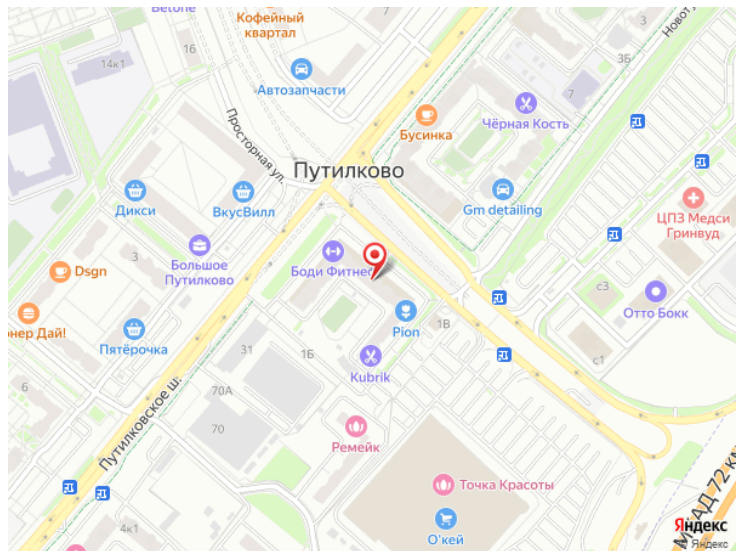 Betone
Кофейный
квартал
16
14к1
Автозапчасти
3Б
7
Чёрная Кость
Бусинка
Просторная ул.
Путилково
3
Дикси
ВкусВилл
Gm detailing
ЦПЗ Медси
Гринвуд
3
Большое
Путилково
Dsgn
Боди Фитнес
с3
Отто Бокк
нер Дай!
Пятёрочка
Pion
1В
31
1Б
Kubrik
с1
6
70А
70
Путилковское ш.
Ремейк
Точка Красоты
О'кей
4к1
МКАД 72 км
Яндекс
© Яндекс